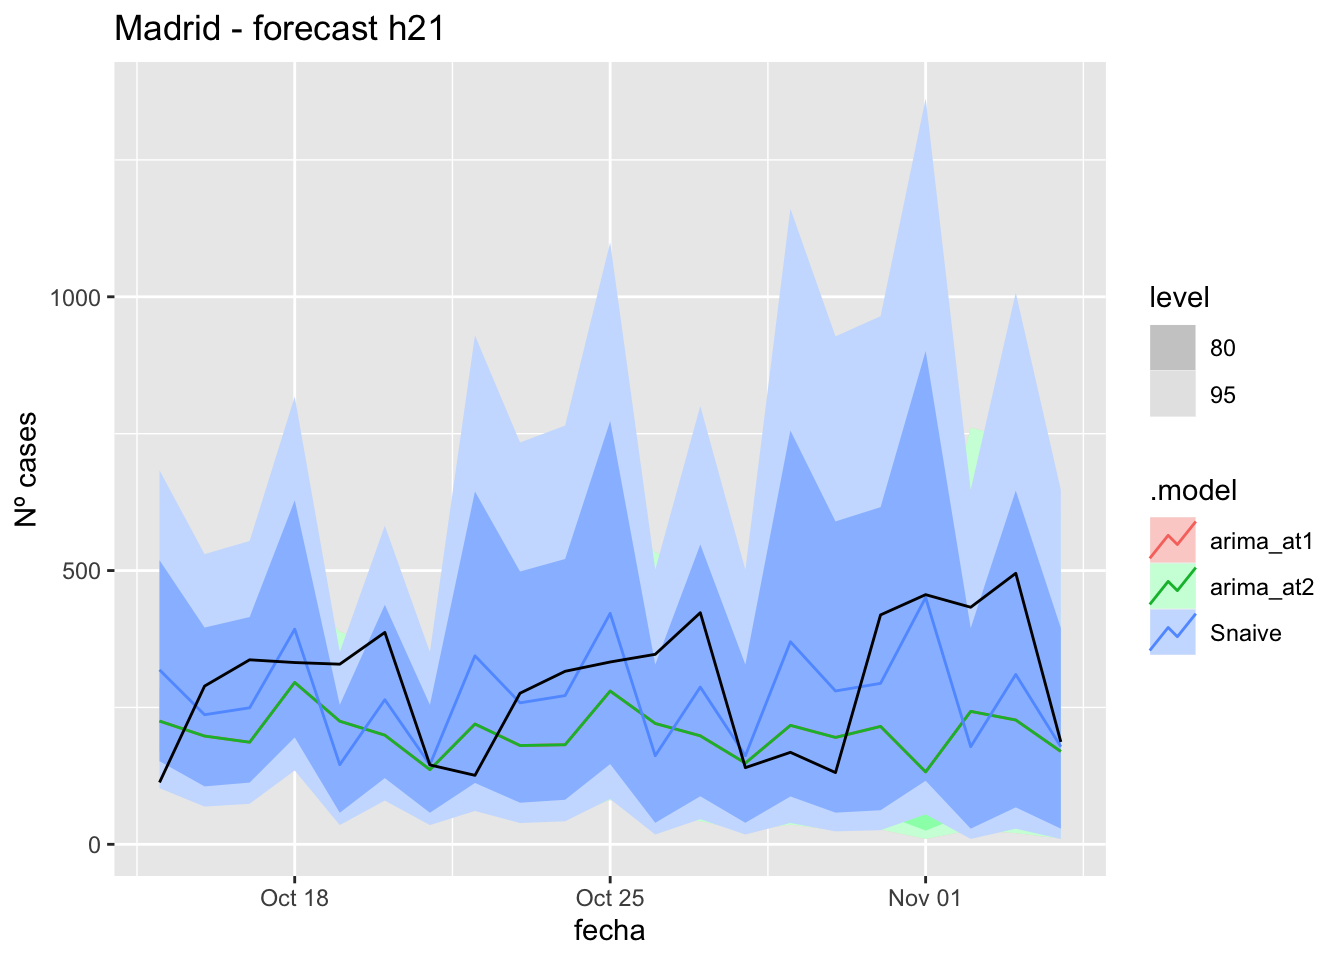 Madrid - forecast h21
Nº cases
1000
500
0
Oct 18
Oct 25
Nov 01
fecha
level
80
95
.model
arima_at1
arima_at2
Snaive